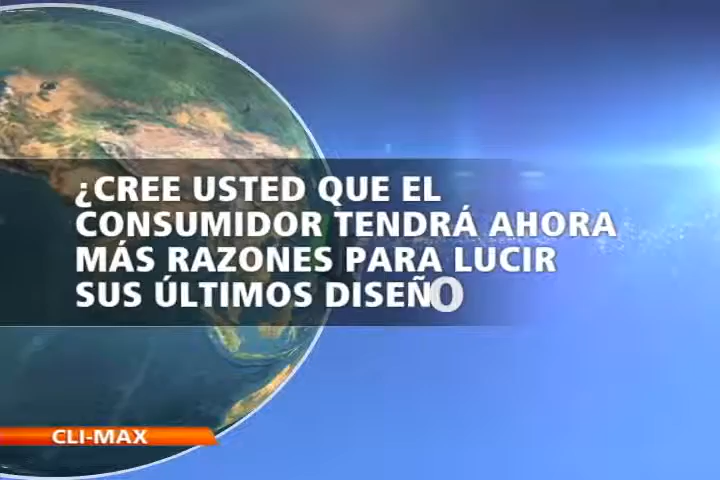 ¿CREE USTED QUE EL
CONSUMIDOR TENDRÁ AHORA
MÁS RAZONES PARA LUCIR
SUS ÚLTIMOS DISEÑO
CLI-MAX